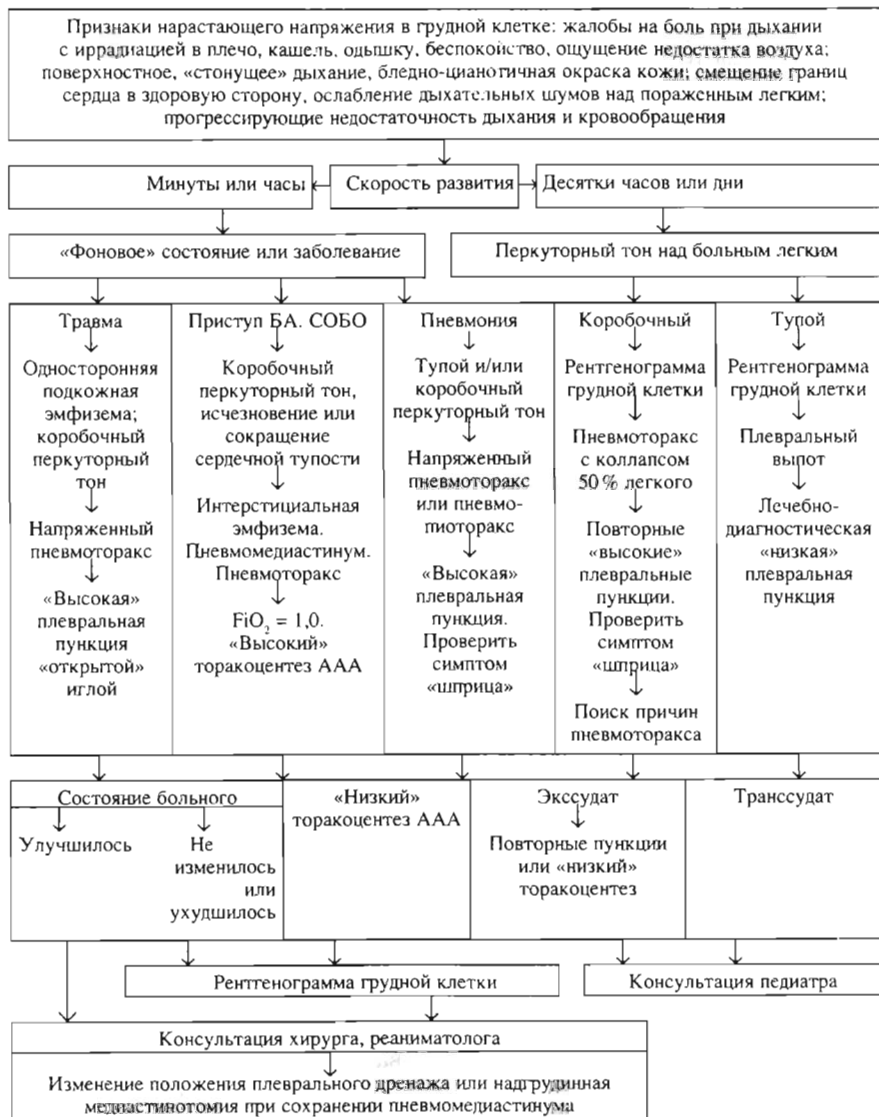 Признаки нарастающего напряжения в грудной клетке: жалобы на боль при дыхании
с иррадиацией в плечо, кашель, одышку, беспокойство, ощущение недостатка воздуха;
поверхностное, «стонущее» дыхание, бледно-цианотичная окраска кожи; смещение границ
сердца в здоровую сторону, ослабление дыхательных шумов над пораженным легким;
прогрессирующие недостаточность дыхания и кровообращения
Минуты или часы
Скорость развития
Десятки часов или дни
«Фоновое» состояние или заболевание
Перкуторный тон над больным легким
Травма
Односторонняя
подкожная
эмфизема;
коробочный
перкуторный
тон
Напряженный
пневмоторакс
«Высокая»
плевральная
пункция
«открытой»
иглой
Приступ БА. СОБО
Коробочный
перкуторный тон,
исчезновение или
сокращение
сердечной тупости
Интерстициальная
эмфизема.
Пневмомедиастинум.
Пневмоторакс
FiO₂ = 1,0.
«Высокий»
торакоцентез ААА
Пневмония
Тупой и/или
коробочный
перкуторный тон
Напряженный
пневмоторакс
или пневмо-
пиоторакс
«Высокая»
плевральная
пункция.
Проверить
симптом
«шприца»
Коробочный
Рентгенограмма
грудной клетки
Пневмоторакс
с коллапсом
50 % легкого
Повторные
«высокие»
плевральные
пункции.
Проверить
симптом
«шприца»
Поиск причин
пневмоторакса
Тупой
Рентгенограмма
грудной клетки
Плевральный
выпот
Лечебно-
диагностическая
«низкая»
плевральная
пункция
Состояние больного
Улучшилось
Не
изменилось
или
ухудшилось
«Низкий»
торакоцентез ААА
Экссудат
Повторные пункции
или «низкий»
торакоцентез
Транссудат
Рентгенограмма грудной клетки
Консультация педиатра
Консультация хирурга, реаниматолога
Изменение положения плеврального дренажа или надгрудинная
медиастинотомия при сохранении пневмомедиастинума